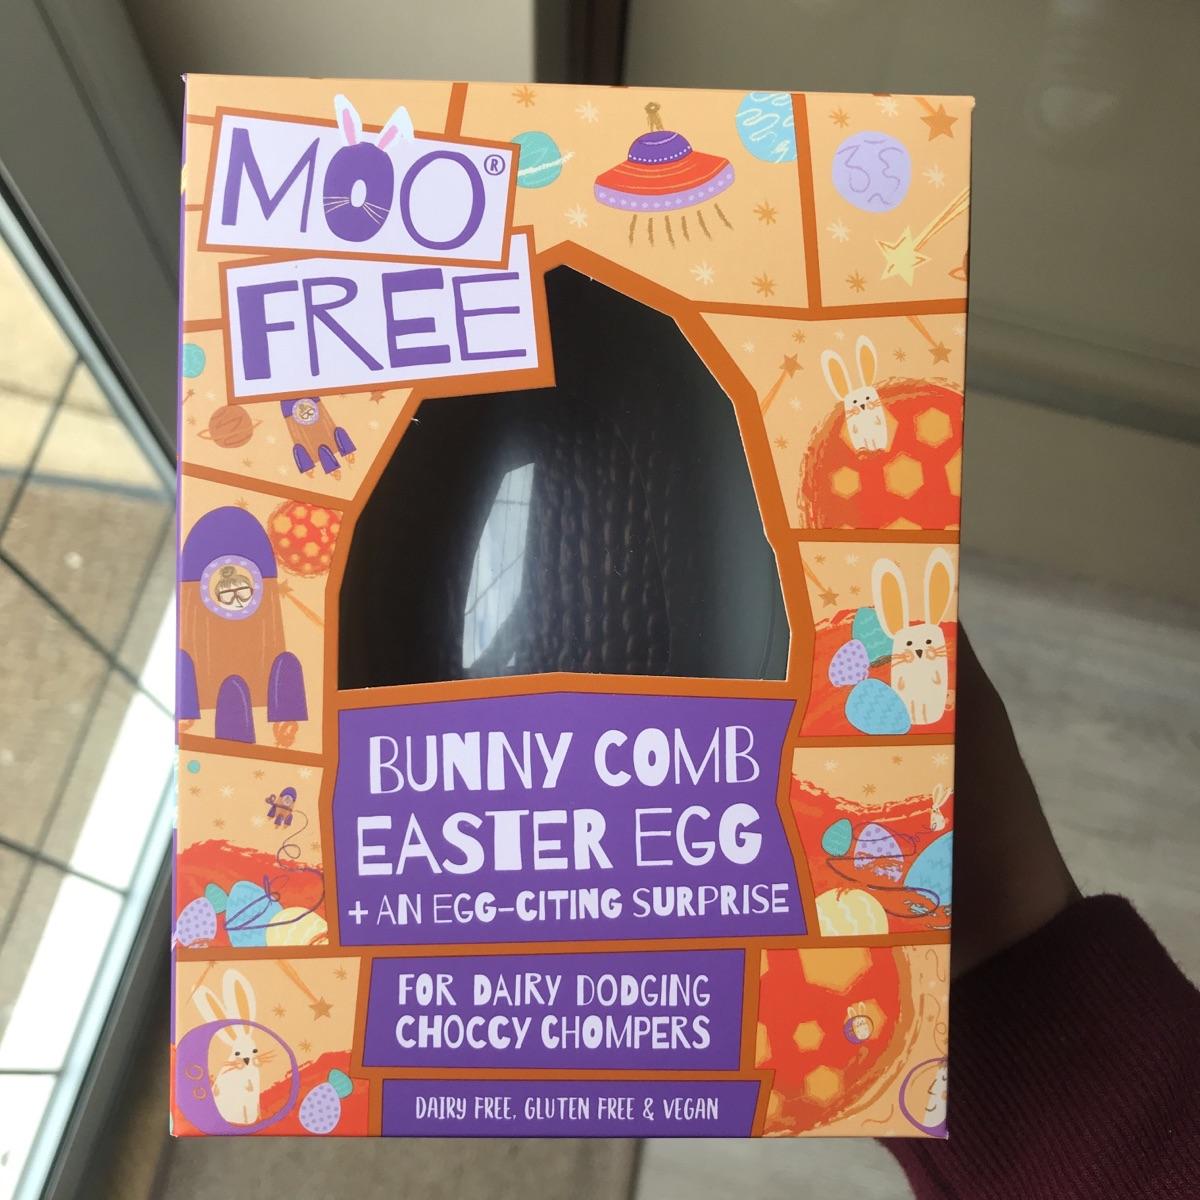 MOO®
FREE
BUNNY COMB
EASTER EGG
+ AN EGG-CITING SURPRISE
FOR DAIRY DODGING
CHOCCY CHOMPERS
DAIRY FREE, GLUTEN FREE & VEGAN